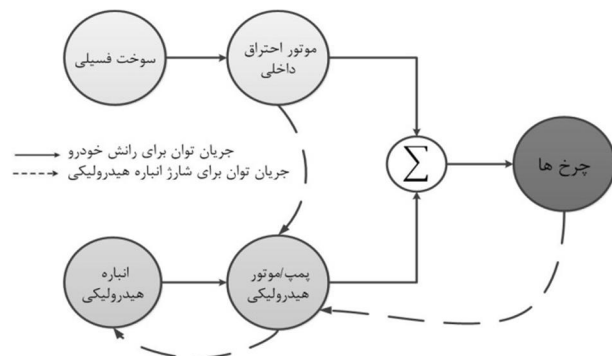 سوخت فسیلی
موتور احتراق
داخلی
جریان توان برای رانش خودرو
جریان توان برای شارژ انباره هیدرولیکی
∑
چرخ ها
انباره
هیدرولیکی
پمپ/موتور
هیدرولیکی